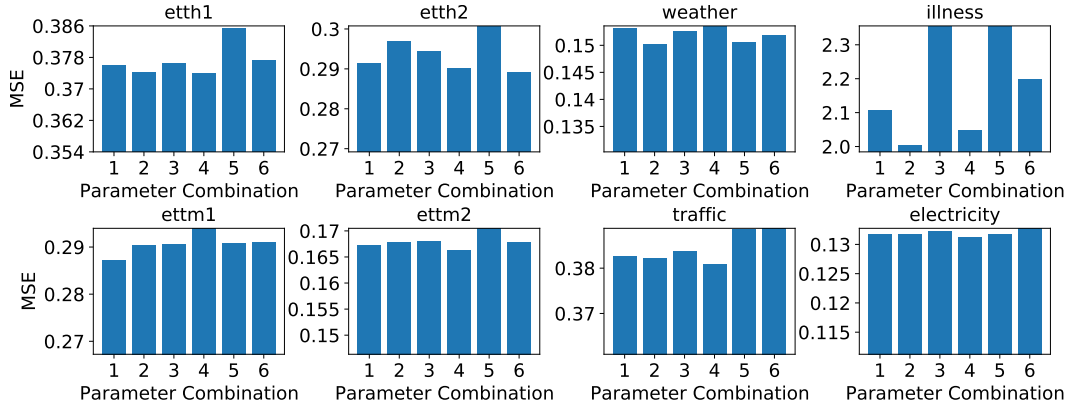 etth1
etth2
weather
illness
MSE
0.386
0.378
0.37
0.362
0.354
1 2 3 4 5 6
Parameter Combination
0.3
0.29
0.28
0.27
1 2 3 4 5 6
Parameter Combination
0.15
0.145
0.14
0.135
1 2 3 4 5 6
Parameter Combination
2.3
2.2
2.1
2.0
1 2 3 4 5 6
Parameter Combination
ettm1
ettm2
traffic
electricity
MSE
0.29
0.28
0.27
1 2 3 4 5 6
Parameter Combination
0.17
0.165
0.16
0.155
0.15
1 2 3 4 5 6
Parameter Combination
0.38
0.37
1 2 3 4 5 6
Parameter Combination
0.13
0.125
0.12
0.115
1 2 3 4 5 6
Parameter Combination